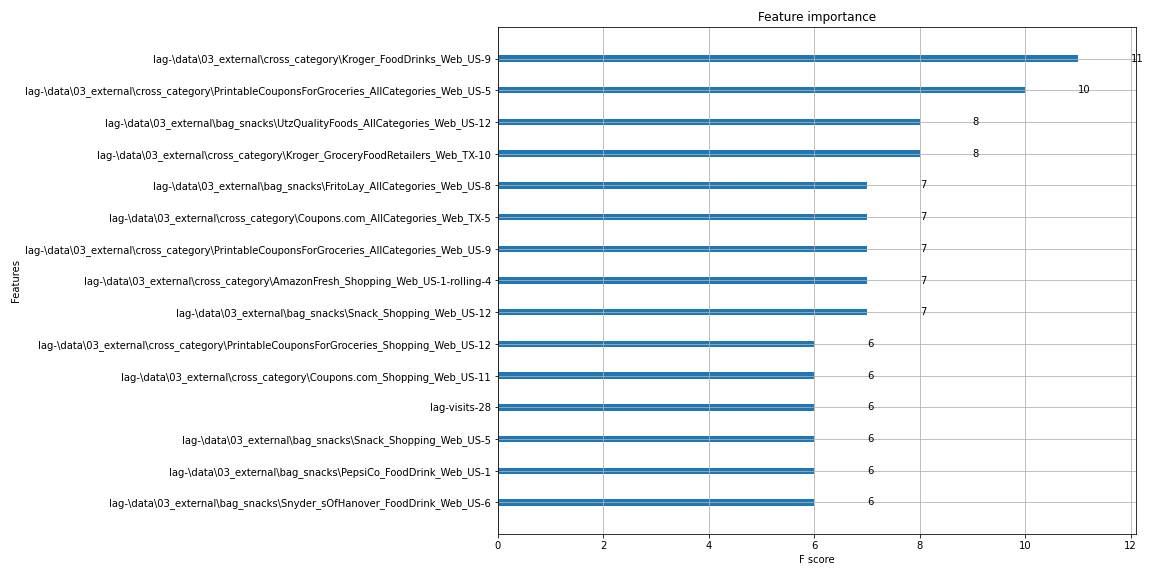 Feature importance
lag-\data\03_external\cross_category\Kroger_FoodDrinks_Web_US-9 11
lag-\data\03_external\cross_category\PrintableCouponsForGroceries_AllCategories_Web_US-5 10
lag-\data\03_external\bag_snacks\UtzQualityFoods_AllCategories_Web_US-12 8
lag-\data\03_external\cross_category\Kroger_GroceryFoodRetailers_Web_TX-10 8
lag-\data\03_external\bag_snacks\FritoLay_AllCategories_Web_US-8 7
lag-\data\03_external\cross_category\Coupons.com_AllCategories_Web_TX-5 7
lag-\data\03_external\cross_category\PrintableCouponsForGroceries_AllCategories_Web_US-9 7
lag-\data\03_external\cross_category\AmazonFresh_Shopping_Web_US-1-rolling-4 7
lag-\data\03_external\bag_snacks\Snack_Shopping_Web_US-12 7
lag-\data\03_external\cross_category\PrintableCouponsForGroceries_Shopping_Web_US-12 6
lag-\data\03_external\cross_category\Coupons.com_Shopping_Web_US-11 6
lag-visits-28 6
lag-\data\03_external\bag_snacks\Snack_Shopping_Web_US-5 6
lag-\data\03_external\bag_snacks\PepsiCo_FoodDrink_Web_US-1 6
lag-\data\03_external\bag_snacks\Snyder_sOfHanover_FoodDrink_Web_US-6 6
Features
0 2 4 6 8 10 12
F score